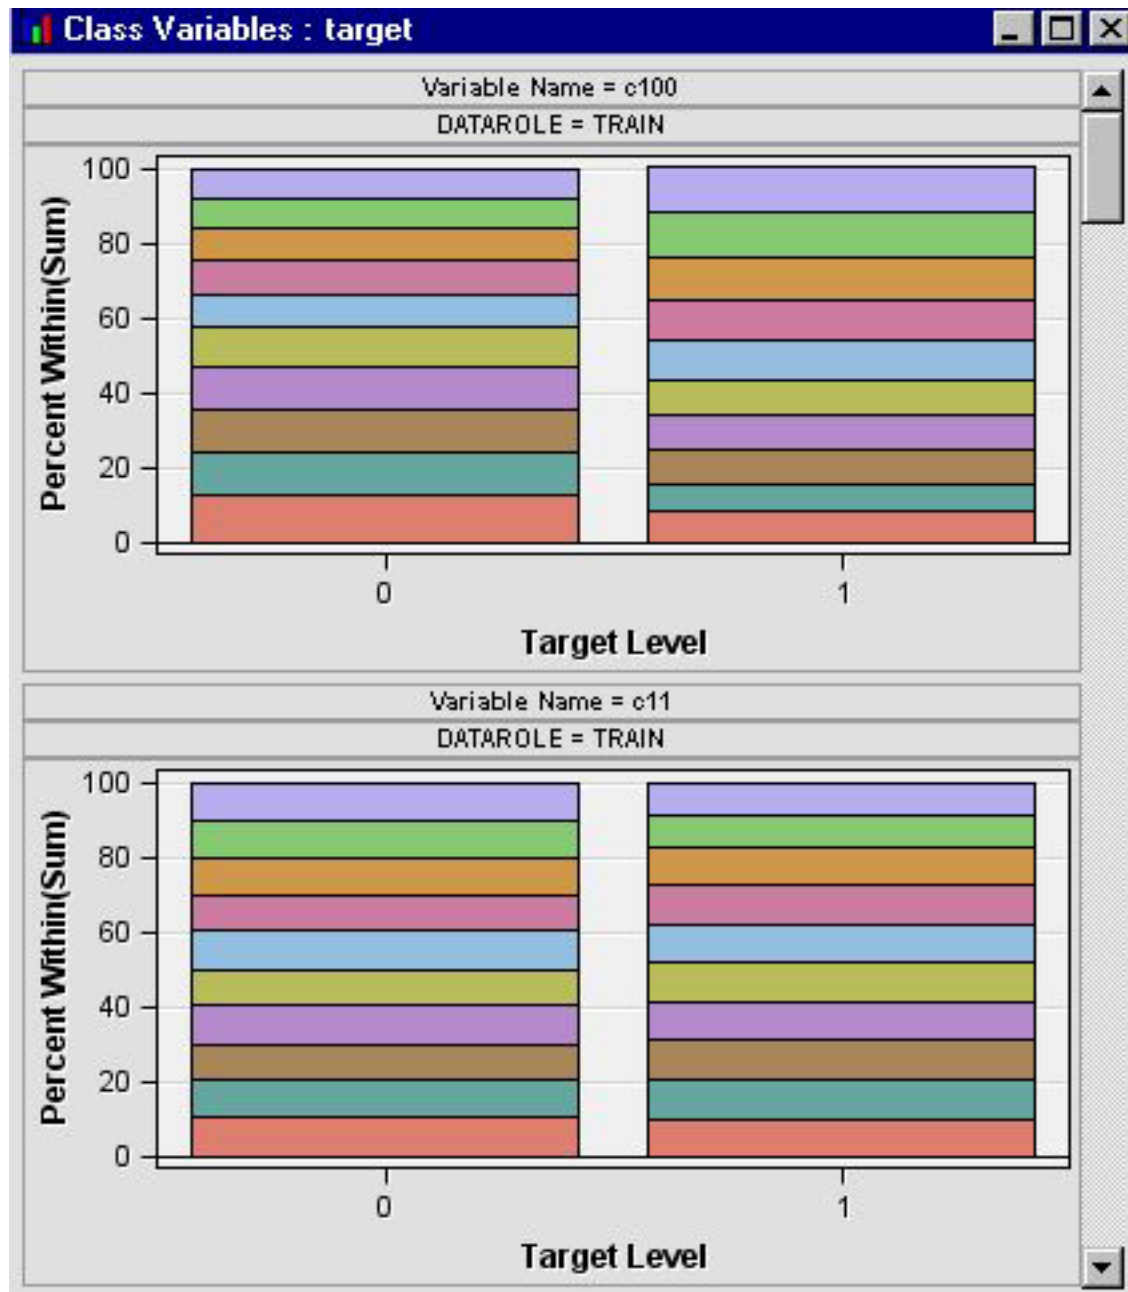 Class Variables : target
Variable Name = c100
DATAROLE = TRAIN
100
80
60
40
20
0
Percent Within(Sum)
0 1
Target Level
Variable Name = c11
DATAROLE = TRAIN
100
80
60
40
20
0
Percent Within(Sum)
0 1
Target Level